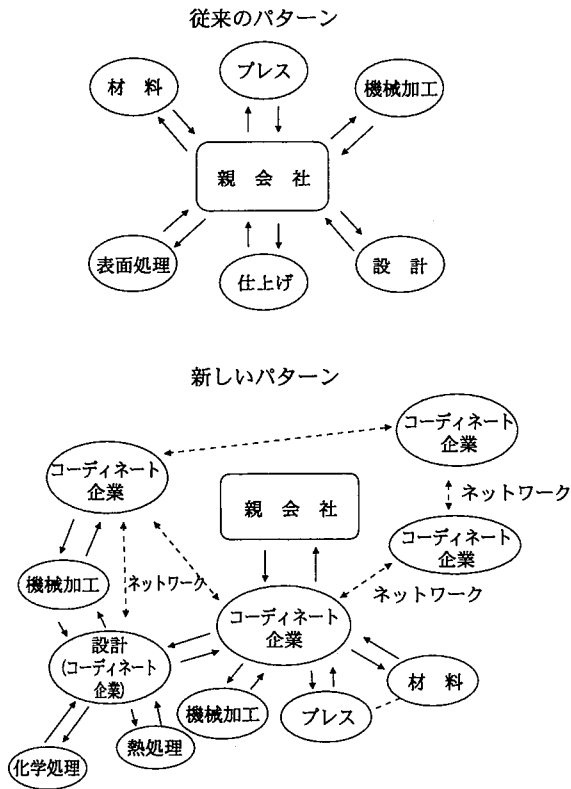 従来のパターン
材 料
プレス
機械加工
親 会 社
表面処理
仕上げ
設 計
新しいパターン
コーディネート
企業
コーディネート
企業
親 会 社
ネットワーク
コーディネート
企業
機械加工
ネットワーク
ネットワーク
コーディネート
企業
設計
(コーディネート
企業)
材 料
機械加工
プレス
熱処理
化学処理